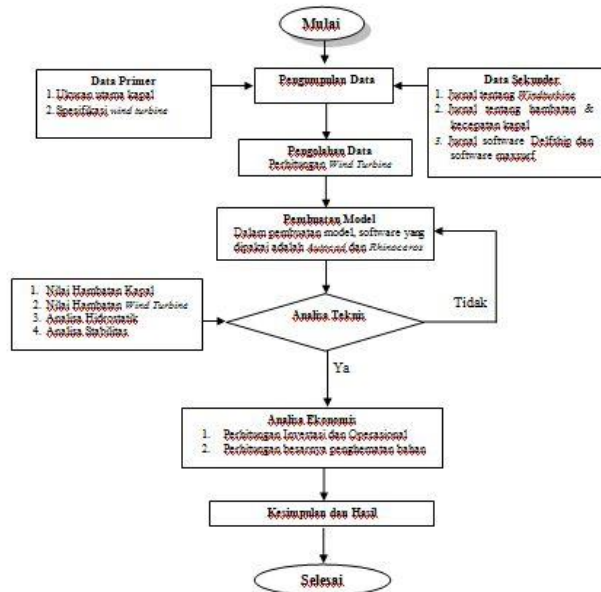 Mulai
Data Primer
1. Ukuran utama kapal
2. Spesifikasi wind turbine
Pengumpulan Data
Data Sekunder
1. Jurnal tentang Windturbine
2. Jurnal tentang hambatan &
kecepatan kapal
3. Jurnal software Delfship dan
software maxsurf
Pengolahan Data
Perhitungan Wind Turbine
Pembuatan Model
Dalam pembuatan model, software yang
dipakai adalah Autocad dan Rhinoceros
1. Nilai Hambatan Kapal
2. Nilai Hambatan Wind Turbine
3. Analisa Hidrostatik
4. Analisa Stabilitas
Analisa Teknis
Tidak
Ya
Analisa Ekonomis
1. Perhitungan Investasi dan Operasional
2. Perhitungan besarnya penghematan bahan
Kesimpulan dan Hasil
Selesai